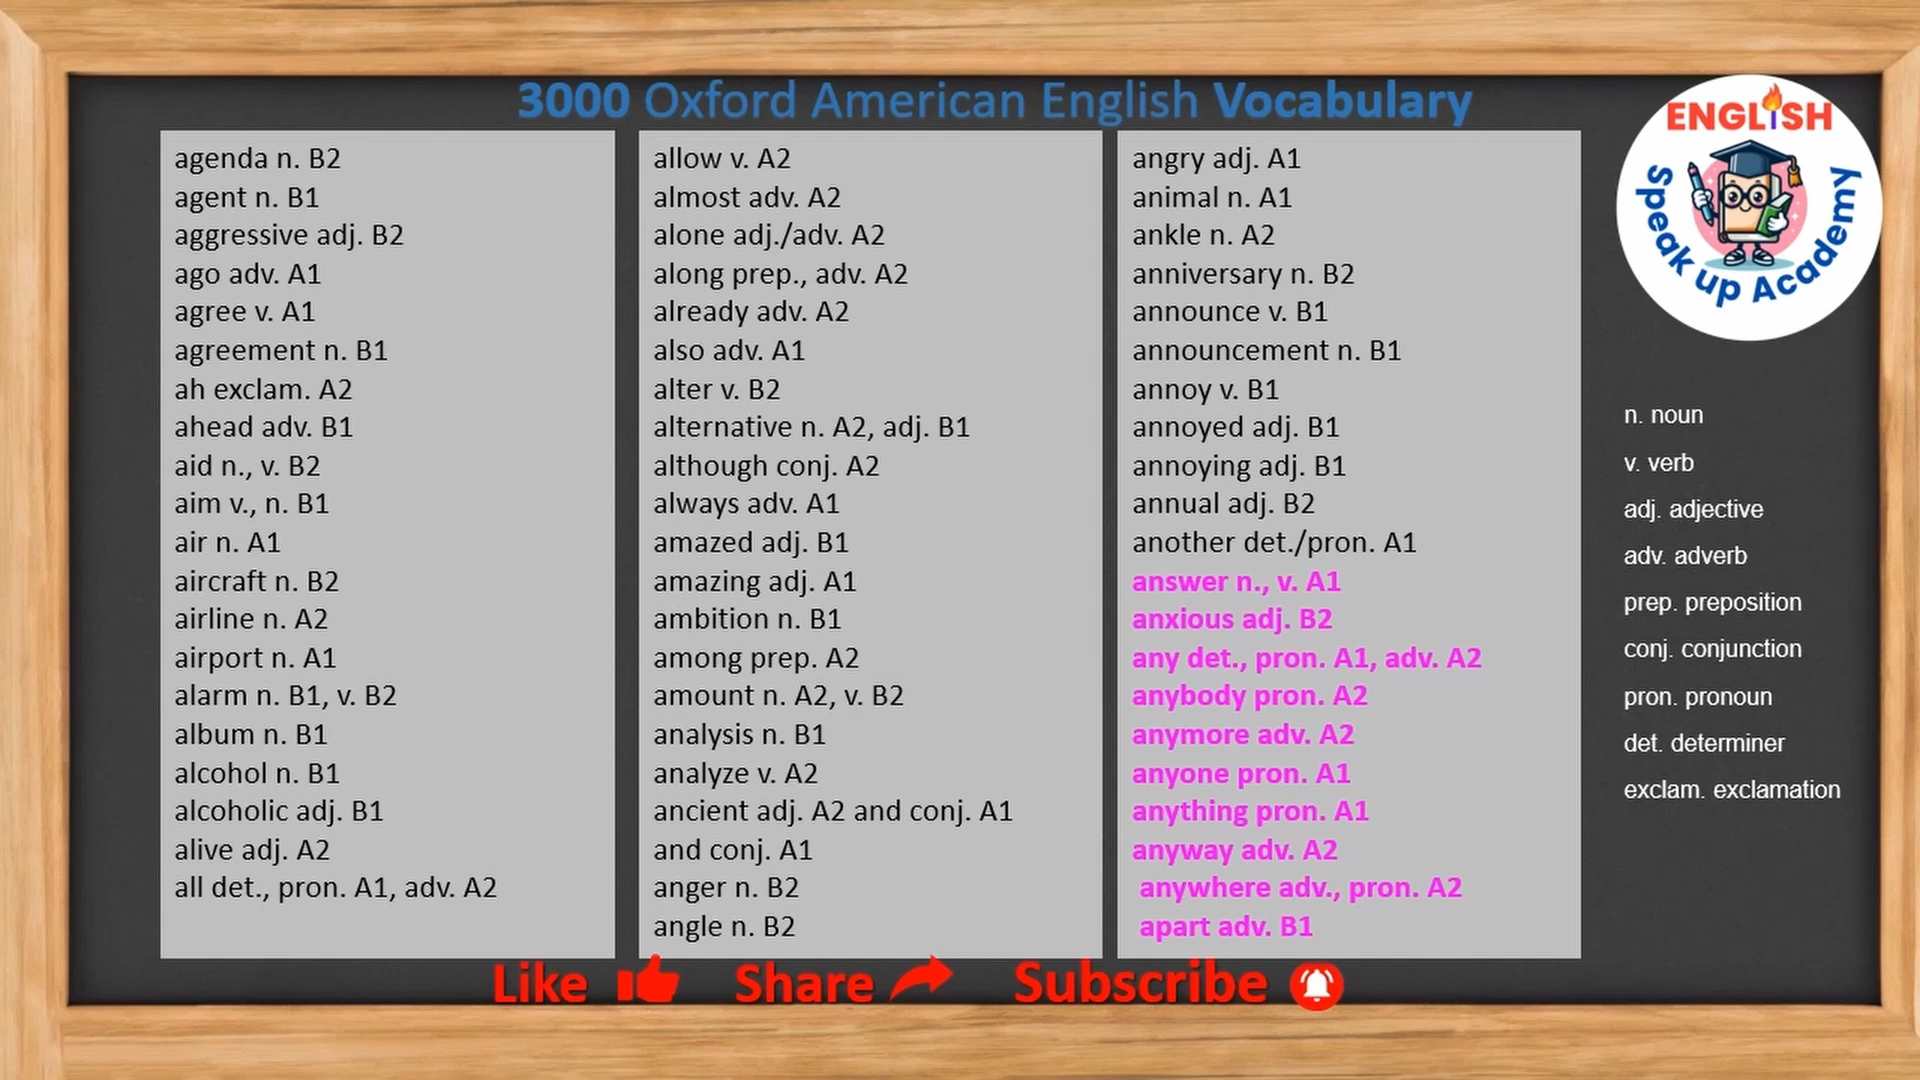 3000 Oxford American English Vocabulary
agenda n. B2
agent n. B1
aggressive adj. B2
ago adv. A1
agree v. A1
agreement n. B1
ah exclam. A2
ahead adv. B1
aid n., v. B2
aim v., n. B1
air n. A1
aircraft n. B2
airline n. A2
airport n. A1
alarm n. B1, v. B2
album n. B1
alcohol n. B1
alcoholic adj. B1
alive adj. A2
all det., pron. A1, adv. A2
allow v. A2
almost adv. A2
alone adj./adv. A2
along prep., adv. A2
already adv. A2
also adv. A1
alter v. B2
alternative n. A2, adj. B1
although conj. A2
always adv. A1
amazed adj. B1
amazing adj. A1
ambition n. B1
among prep. A2
amount n. A2, v. B2
analysis n. B1
analyze v. A2
ancient adj. A2 and conj. A1
and conj. A1
anger n. B2
angle n. B2
angry adj. A1
animal n. A1
ankle n. A2
anniversary n. B2
announce v. B1
announcement n. B1
annoy v. B1
annoyed adj. B1
annoying adj. B1
annual adj. B2
another det./pron. A1
answer n., v. A1
anxious adj. B2
any det., pron. A1, adv. A2
anybody pron. A2
anymore adv. A2
anyone pron. A1
anything pron. A1
anyway adv. A2
anywhere adv., pron. A2
apart adv. B1
ENGLISH
Speak up Academy
n. noun
v. verb
adj. adjective
adv. adverb
prep. preposition
conj. conjunction
pron. pronoun
det. determiner
exclam. exclamation
Like Share Subscribe